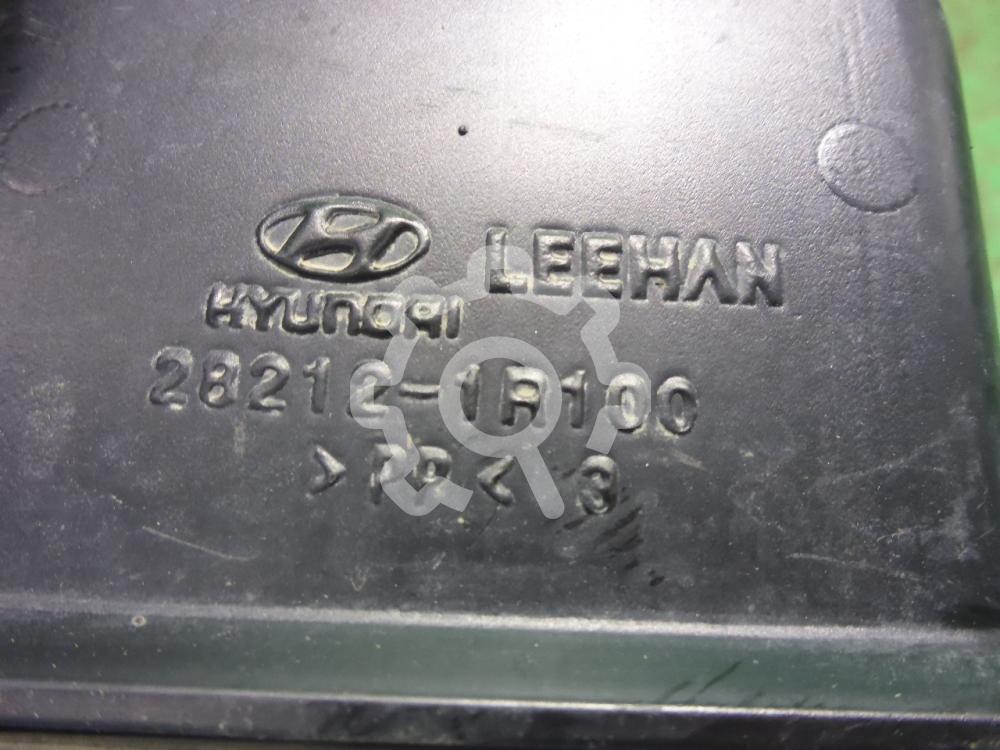 LEEHAN
HYUNDAI
28212-1R100
>PP< 3